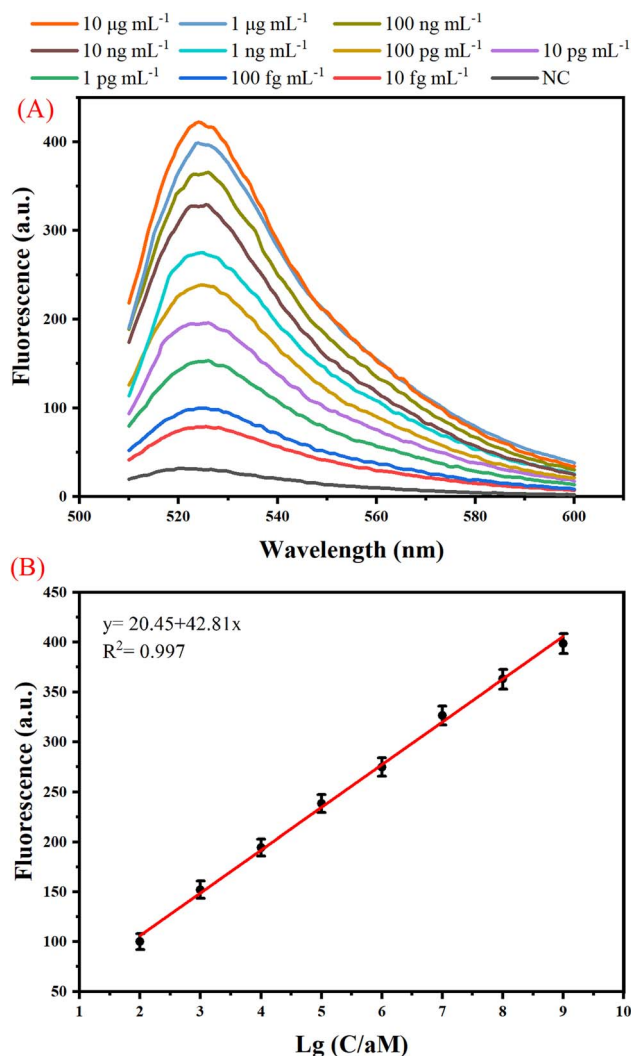 10 μg mL⁻¹ 1 μg mL⁻¹ 100 ng mL⁻¹
10 ng mL⁻¹ 1 ng mL⁻¹ 100 pg mL⁻¹ 10 pg mL⁻¹
1 pg mL⁻¹ 100 fg mL⁻¹ 10 fg mL⁻¹ NC
(A)
Fluorescence (a.u.)
400
300
200
100
0
500 520 540 560 580 600
Wavelength (nm)
(B)
y= 20.45+42.81x
R²= 0.997
Fluorescence (a.u.)
450
400
350
300
250
200
150
100
50
1 2 3 4 5 6 7 8 9 10
Lg (C/aM)